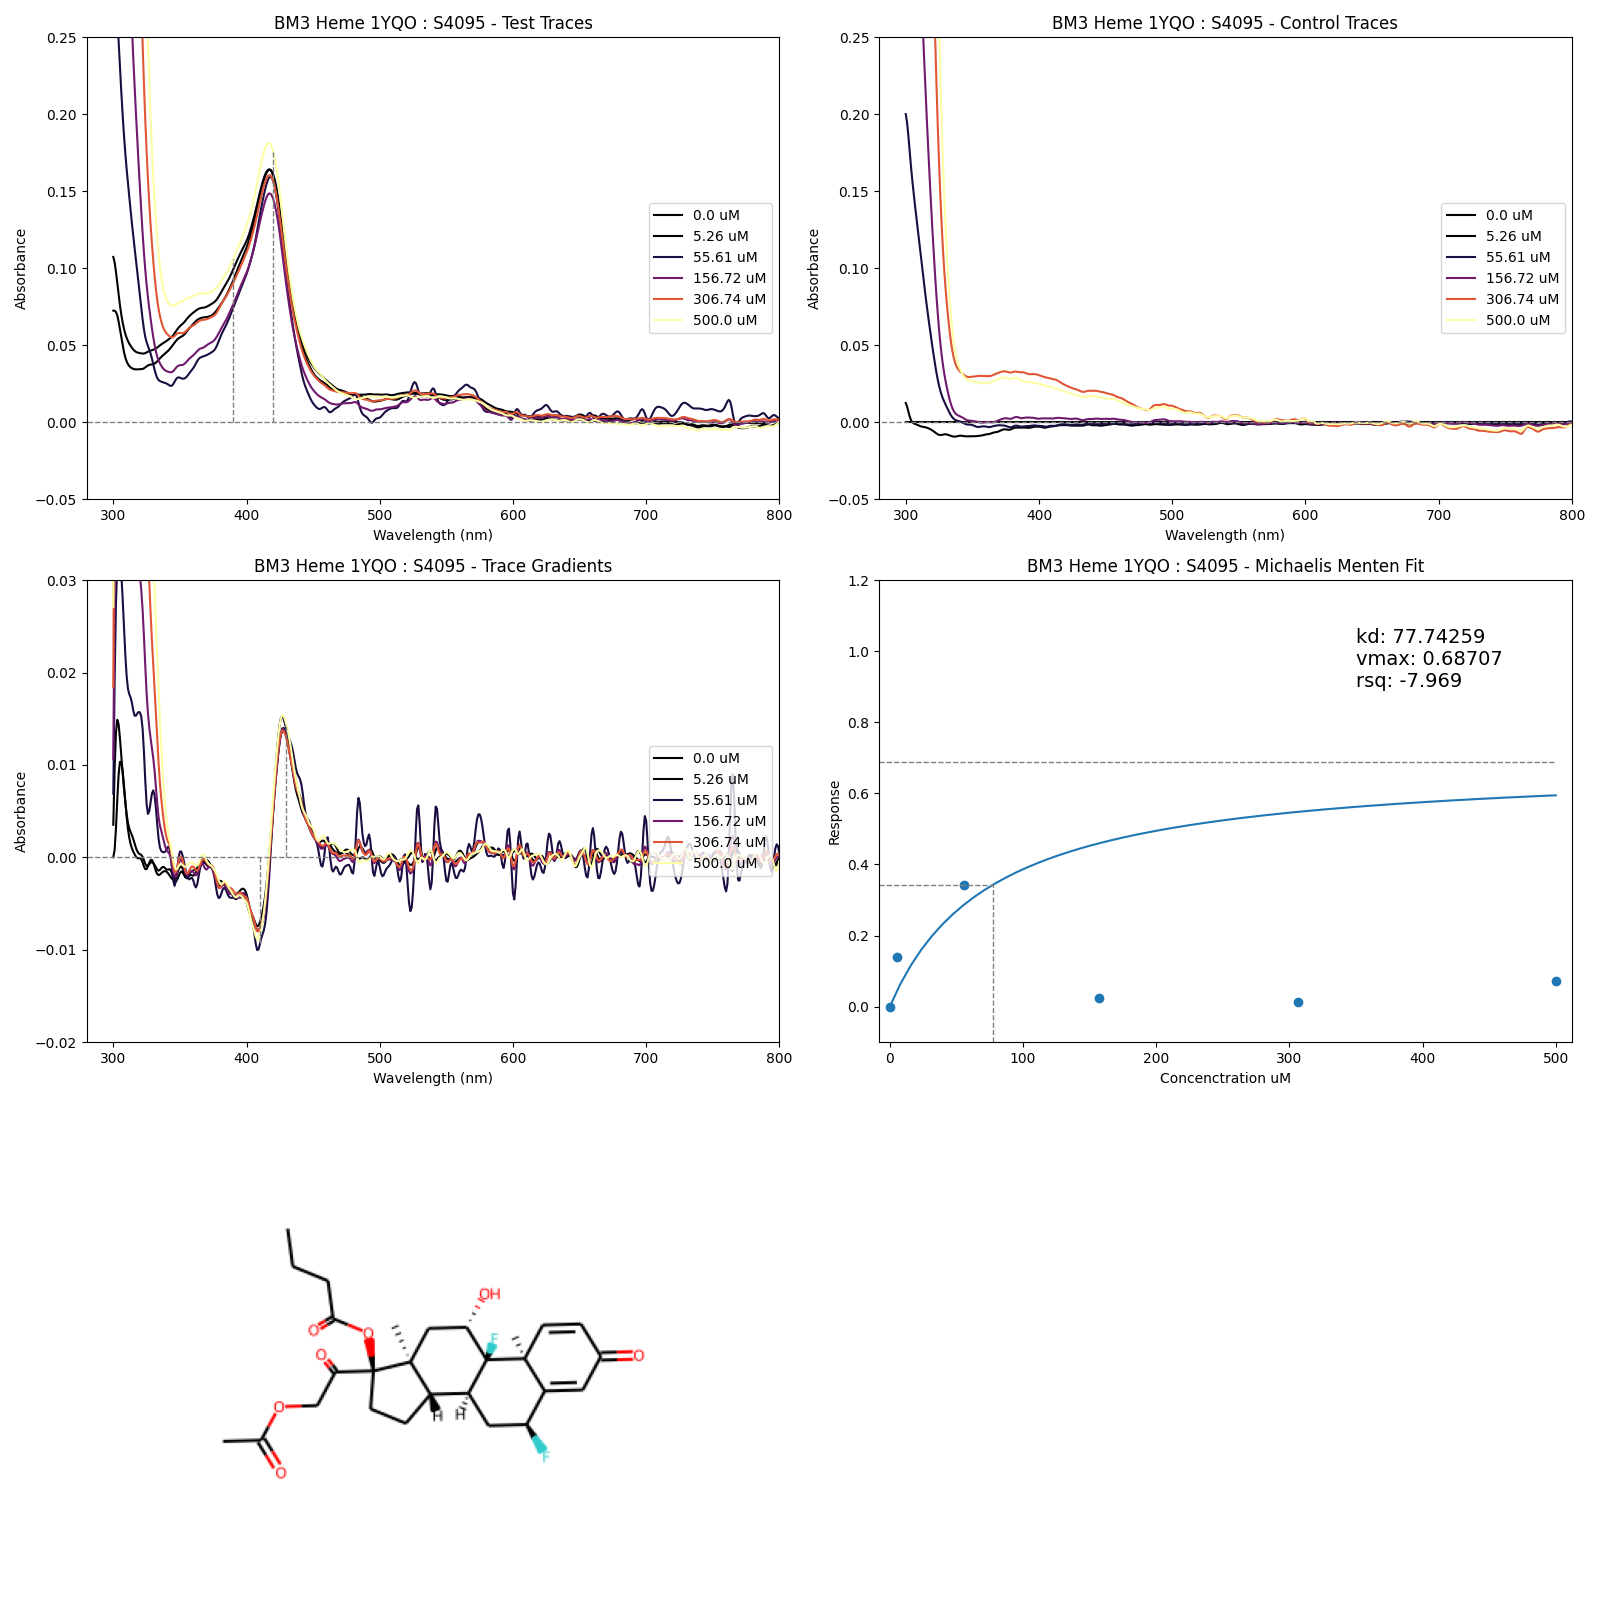 BM3 Heme 1YQO : S4095 - Test Traces
0.25
0.20
0.15
0.10
0.05
0.00
−0.05
Absorbance
300
400
500
600
700
800
Wavelength (nm)
0.0 uM
5.26 uM
55.61 uM
156.72 uM
306.74 uM
500.0 uM
BM3 Heme 1YQO : S4095 - Control Traces
0.25
0.20
0.15
0.10
0.05
0.00
−0.05
Absorbance
300
400
500
600
700
800
Wavelength (nm)
0.0 uM
5.26 uM
55.61 uM
156.72 uM
306.74 uM
500.0 uM
BM3 Heme 1YQO : S4095 - Trace Gradients
0.03
0.02
0.01
0.00
−0.01
−0.02
Absorbance
300
400
500
600
700
800
Wavelength (nm)
0.0 uM
5.26 uM
55.61 uM
156.72 uM
306.74 uM
500.0 uM
BM3 Heme 1YQO : S4095 - Michaelis Menten Fit
1.2
1.0
0.8
0.6
0.4
0.2
0.0
Response
0
100
200
300
400
500
Concenctration uM
kd: 77.74259
vmax: 0.68707
rsq: -7.969
OH
O
O
F
O
O
O
H
H
F
O